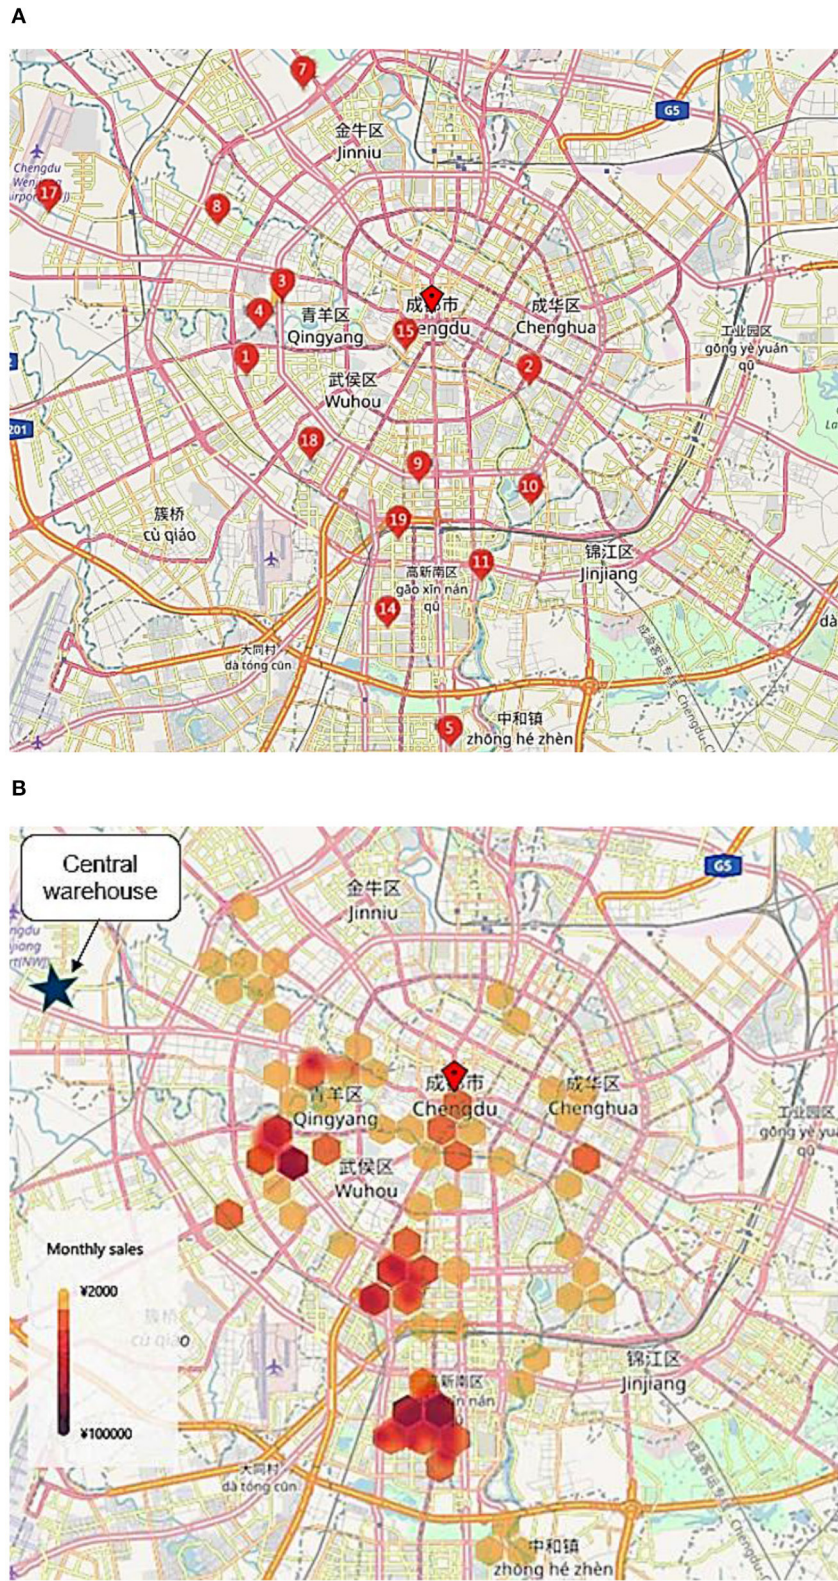 A
7
G5
金牛区
Jinniu
Chengdu
17
8
3
成 市
青羊区
Qingyang
4
15
engdu
成华区
Chenghua
工业园区
gōng yè yuán
qū
1
2
武侯区
Wuhou
201
18
9
10
簇桥
cù qiáo
19
锦江区
Jinjiang
11
高新南区
gāo xīn nán
qū
14
大同村
dà tóng cūn
dà
5
中和镇
zhōng hé zhèn
B
Central
warehouse
G5
金牛区
Jinniu
成都市
Chengdu
青羊区
Qingyang
成华区
Chenghua
工业园区
gōng yè yu
qū
武侯区
Wuhou
Monthly sales
¥2000
¥100000
锦江区
Jinjiang
新南区
大同村
dà tóng cūn
中和镇
zhōng hé zhèn